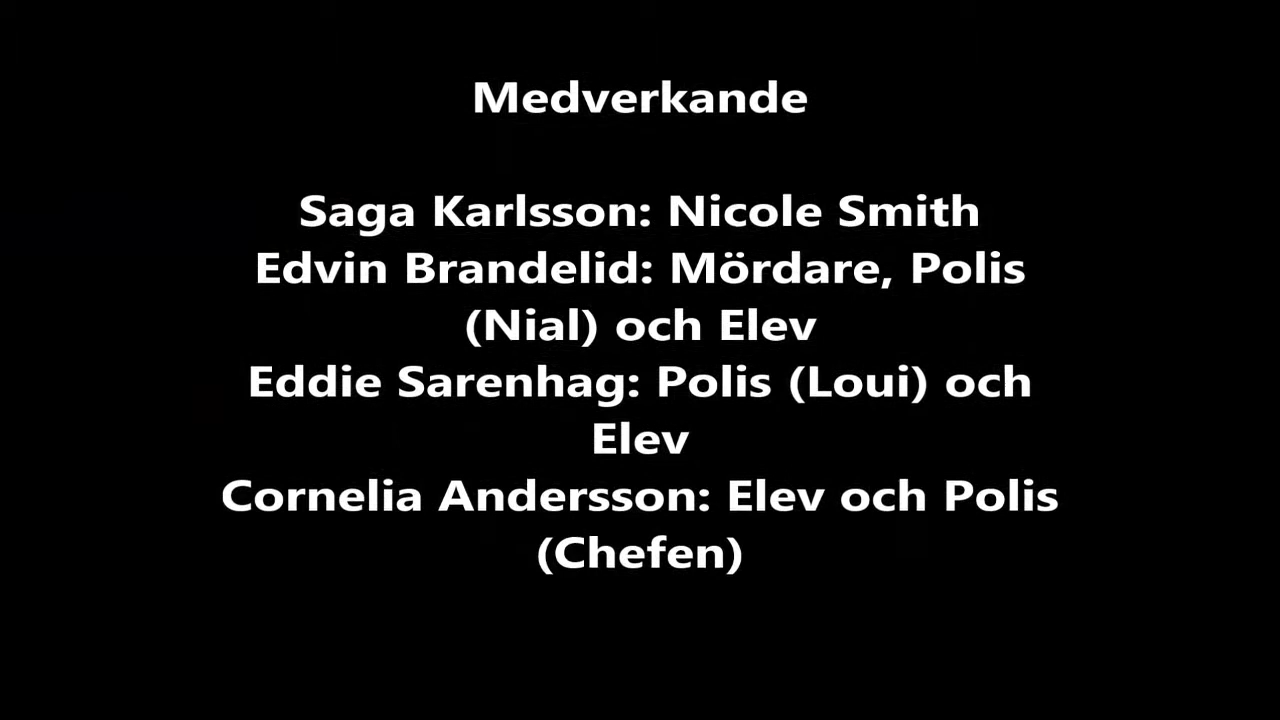 Medverkande
Saga Karlsson: Nicole Smith
Edvin Brandelid: Mördare, Polis
(Nial) och Elev
Eddie Sarenhag: Polis (Loui) och
Elev
Cornelia Andersson: Elev och Polis
(Chefen)